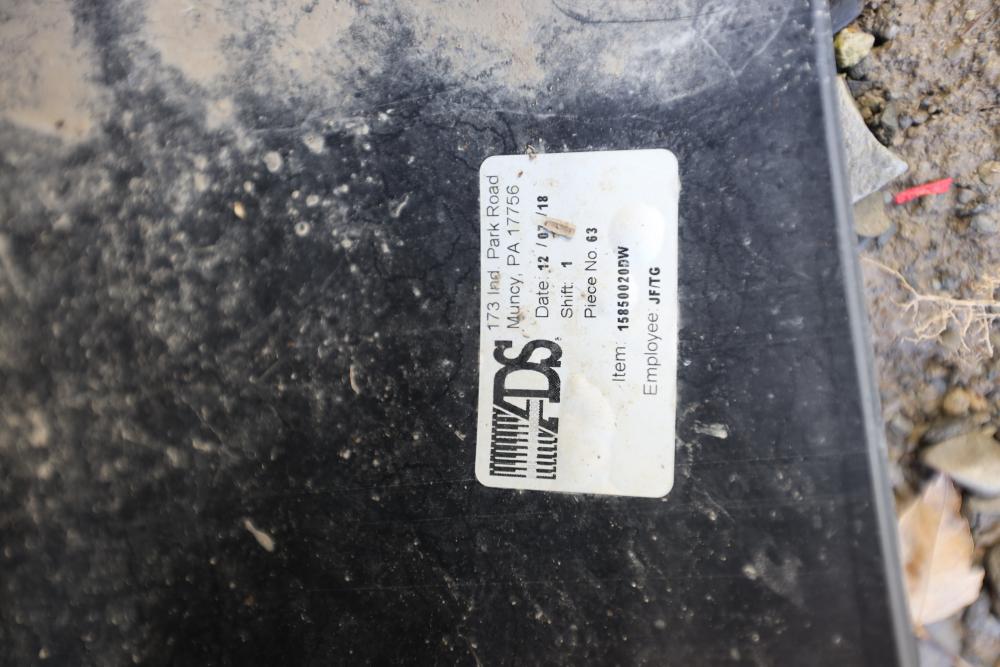 173 Ind. Park Road
Muncy, PA 17756
ADS
Date: 12 / 07 /18
Shift: 1
Piece No. 63
Item: 15850020DW
Employee: JF/TG